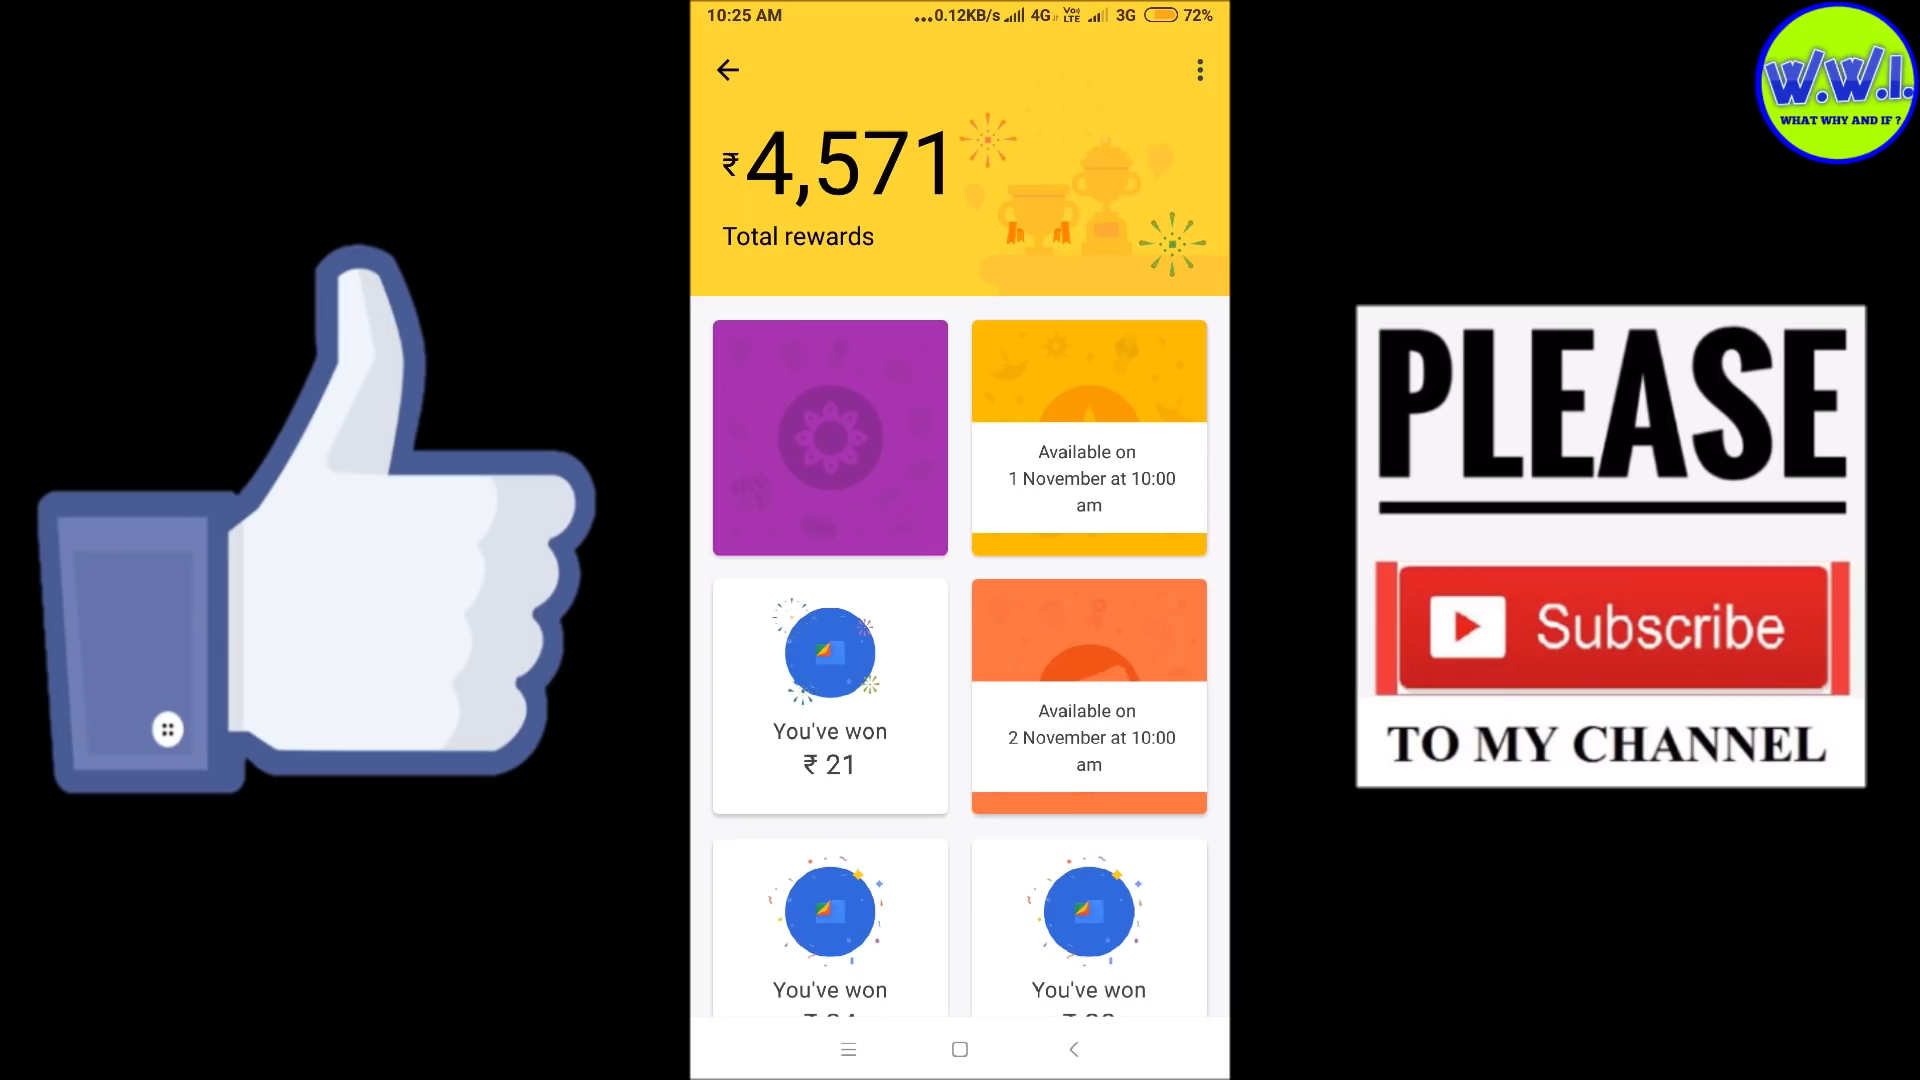 10:25 AM
...0.12KB/s 4G VoLTE 3G 72%
W.W.I.
WHAT WHY AND IF ?
₹4,571
Total rewards
Available on
1 November at 10:00
am
You've won
₹ 21
Available on
2 November at 10:00
am
You've won
You've won
PLEASE
Subscribe
TO MY CHANNEL